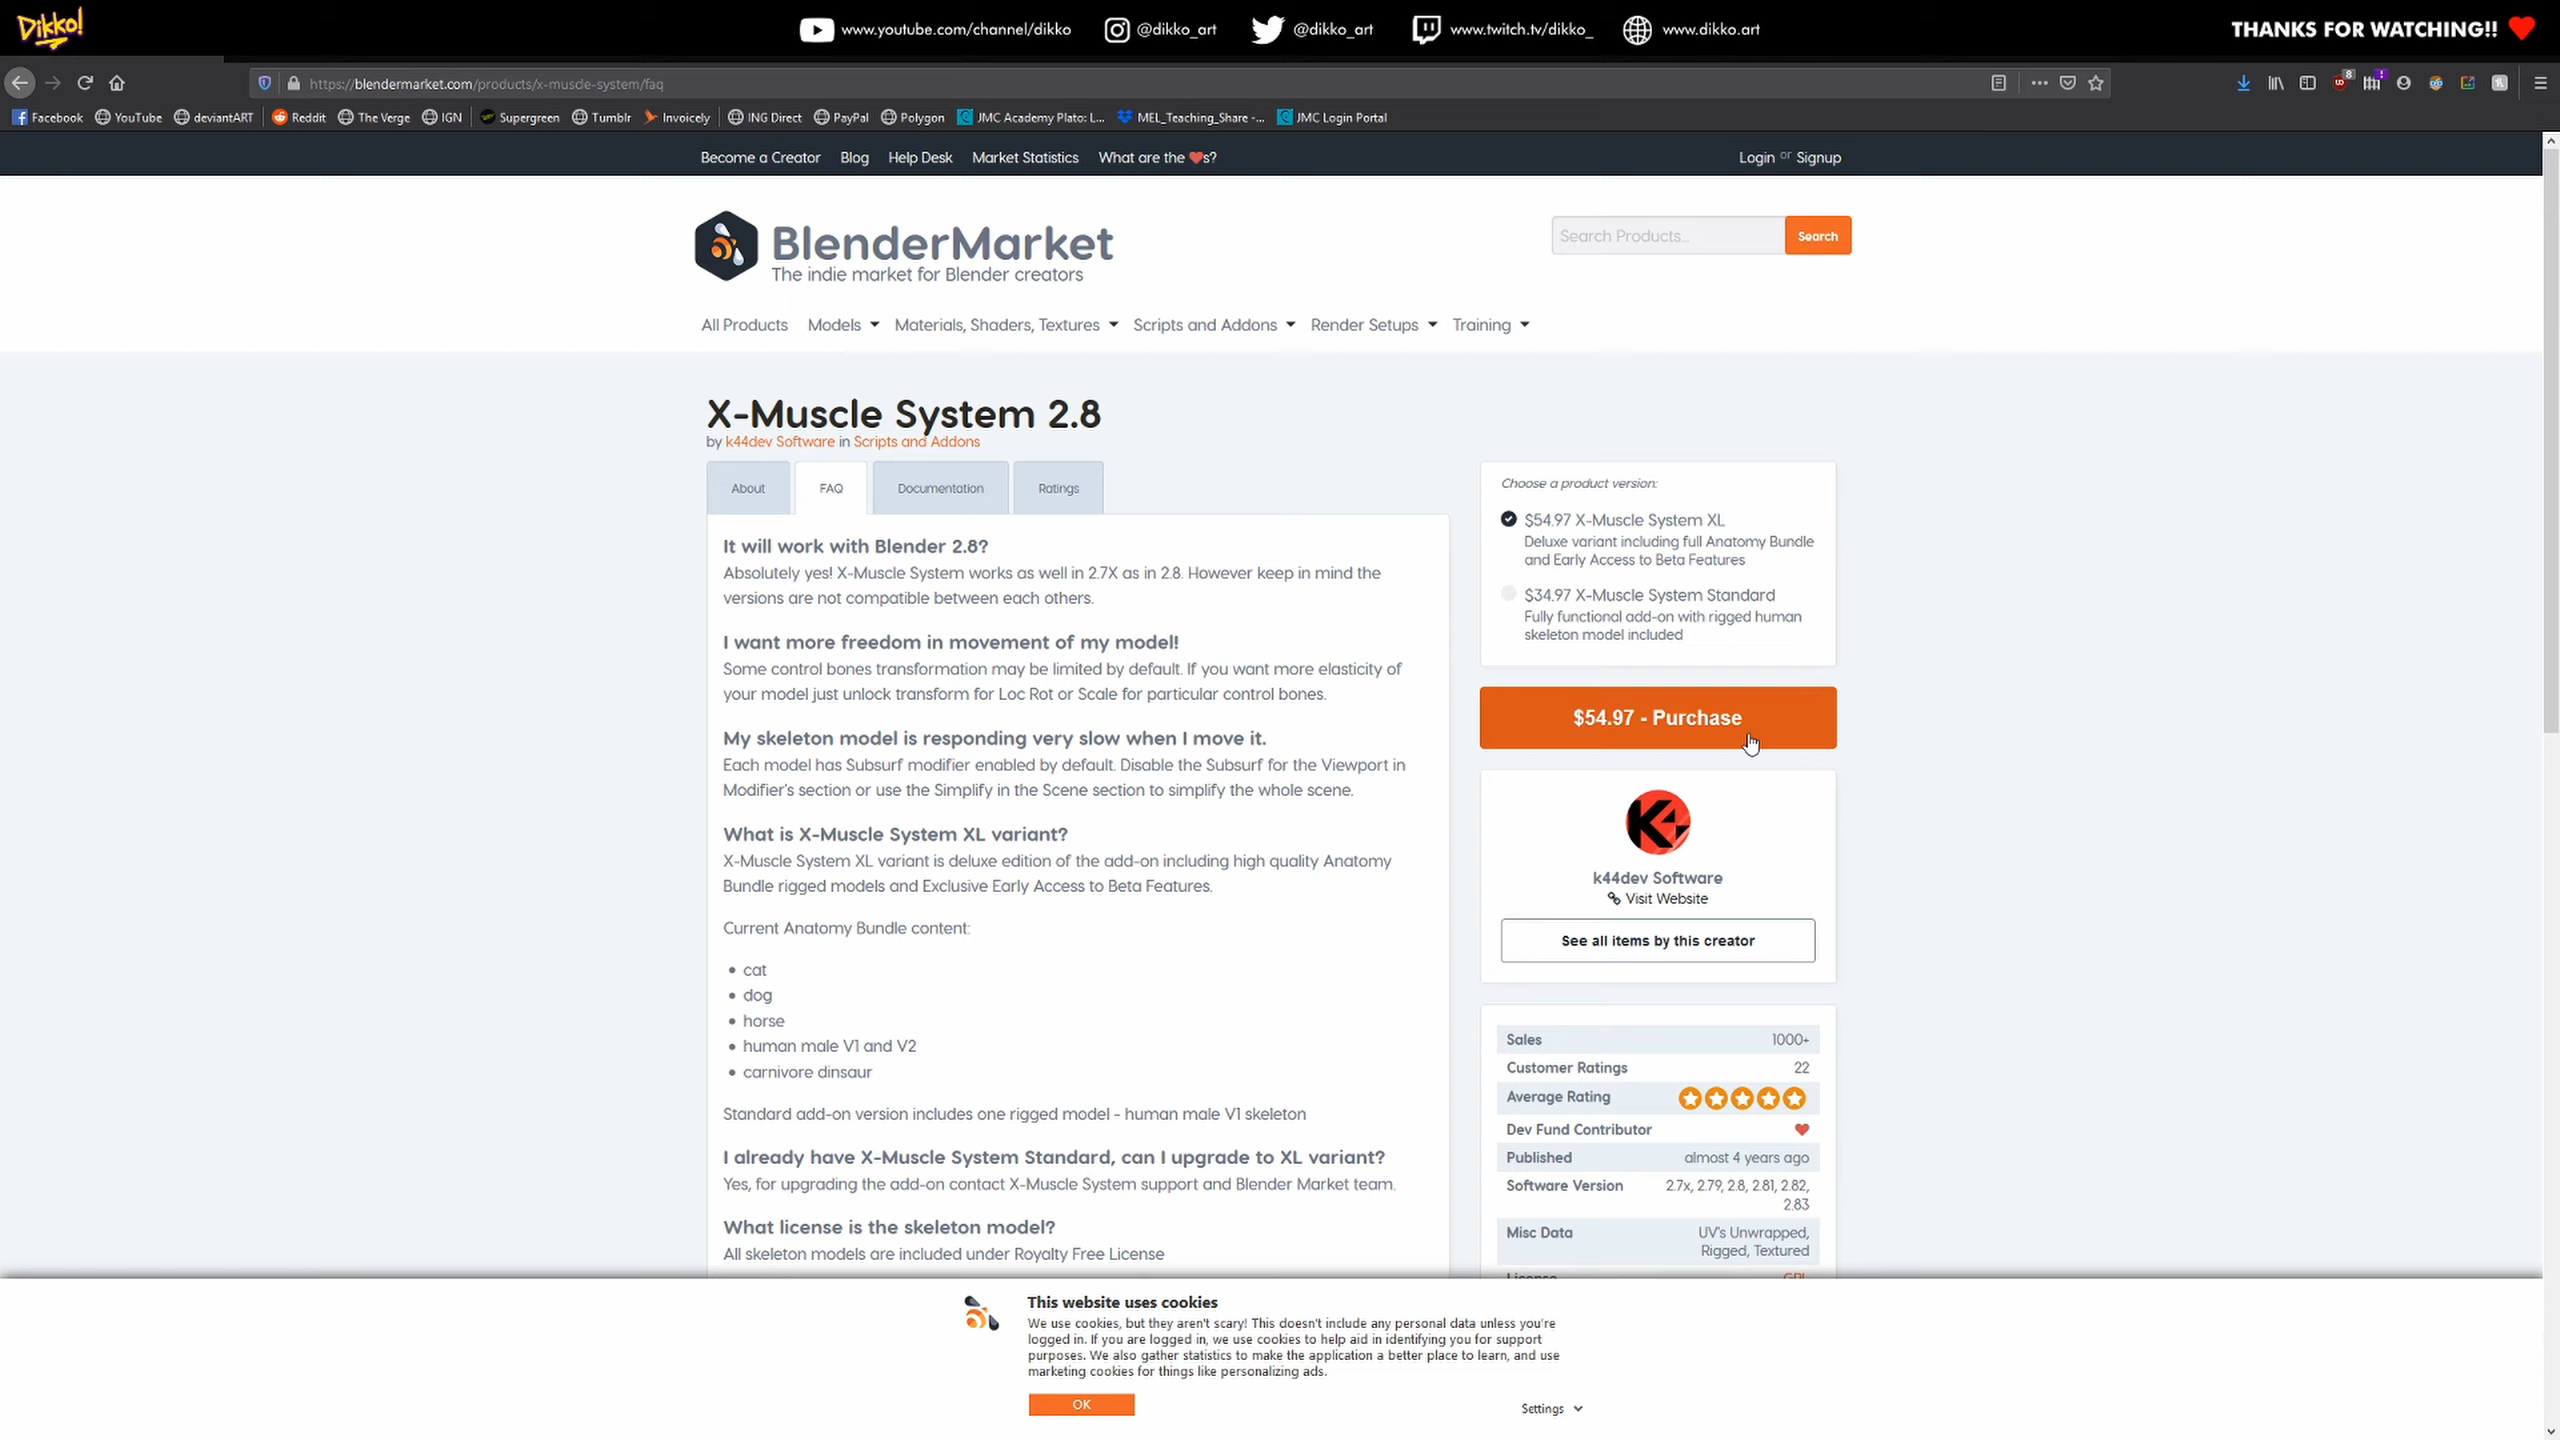 Dikko!
www.youtube.com/channel/dikko
@dikko_art
@dikko_art
www.twitch.tv/dikko_
www.dikko.art
THANKS FOR WATCHING!!
https://blendermarket.com/products/x-muscle-system/faq
8
Facebook
YouTube
deviantART
Reddit
The Verge
IGN
Supergreen
Tumblr
Invoicely
ING Direct
PayPal
Polygon
JMC Academy Plato: L...
MEL_Teaching_Share -...
JMC Login Portal
Become a Creator
Blog
Help Desk
Market Statistics
What are the ❤s?
Login or Signup
BlenderMarket
The indie market for Blender creators
Search Products...
Search
All Products
Models
Materials, Shaders, Textures
Scripts and Addons
Render Setups
Training
X-Muscle System 2.8
by k44dev Software in Scripts and Addons
About
FAQ
Documentation
Ratings
It will work with Blender 2.8?
Absolutely yes! X-Muscle System works as well in 2.7X as in 2.8. However keep in mind the
versions are not compatible between each others.
I want more freedom in movement of my model!
Some control bones transformation may be limited by default. If you want more elasticity of
your model just unlock transform for Loc Rot or Scale for particular control bones.
My skeleton model is responding very slow when I move it.
Each model has Subsurf modifier enabled by default. Disable the Subsurf for the Viewport in
Modifier's section or use the Simplify in the Scene section to simplify the whole scene.
What is X-Muscle System XL variant?
X-Muscle System XL variant is deluxe edition of the add-on including high quality Anatomy
Bundle rigged models and Exclusive Early Access to Beta Features.
Current Anatomy Bundle content:
• cat
• dog
• horse
• human male V1 and V2
• carnivore dinsaur
Standard add-on version includes one rigged model - human male V1 skeleton
I already have X-Muscle System Standard, can I upgrade to XL variant?
Yes, for upgrading the add-on contact X-Muscle System support and Blender Market team.
What license is the skeleton model?
All skeleton models are included under Royalty Free License
Choose a product version:
$54.97 X-Muscle System XL
Deluxe variant including full Anatomy Bundle
and Early Access to Beta Features
$34.97 X-Muscle System Standard
Fully functional add-on with rigged human
skeleton model included
$54.97 - Purchase
K4
k44dev Software
Visit Website
See all items by this creator
Sales 1000+
Customer Ratings 22
Average Rating
Dev Fund Contributor
Published almost 4 years ago
Software Version 2.7x, 2.79, 2.8, 2.81, 2.82,
2.83
Misc Data UV's Unwrapped,
Rigged, Textured
License GPL
This website uses cookies
We use cookies, but they aren't scary! This doesn't include any personal data unless you're
logged in. If you are logged in, we use cookies to help aid in identifying you for support
purposes. We also gather statistics to make the application a better place to learn, and use
marketing cookies for things like personalizing ads.
OK
Settings